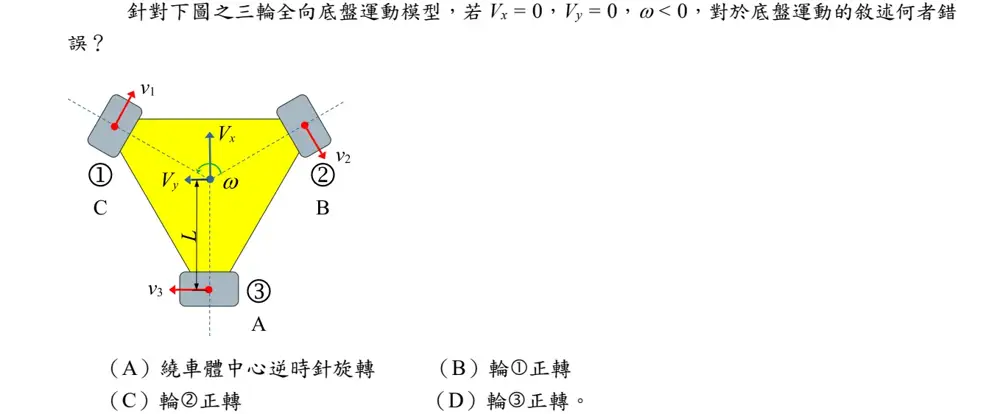 針對下圖之三輪全向底盤運動模型，若 Vx = 0，Vy = 0，ω < 0，對於底盤運動的敘述何者錯
誤？
v1
Vx
v2
① Vy ω ②
C B
L
v3 ③
A
（A）繞車體中心逆時針旋轉 （B）輪①正轉
（C）輪②正轉 （D）輪③正轉。